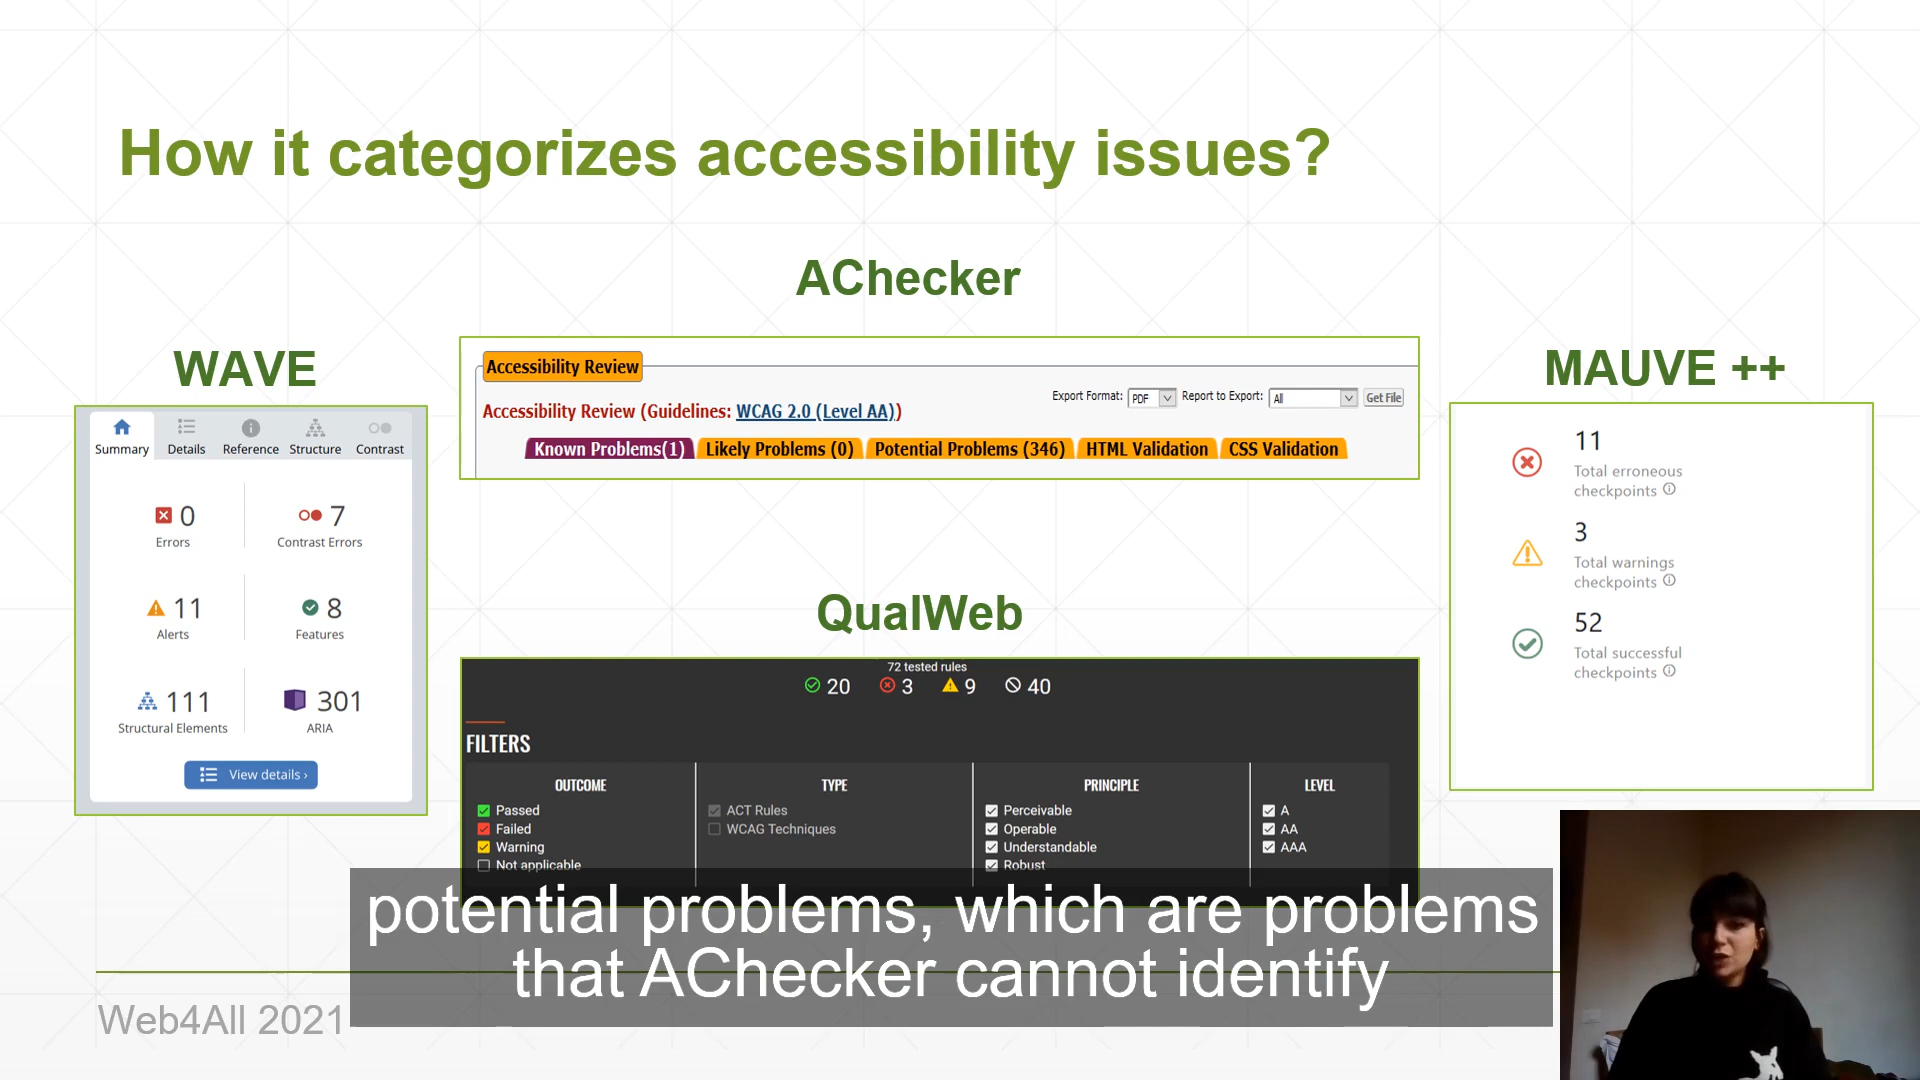 How it categorizes accessibility issues?
AChecker
Accessibility Review
Export Format: PDF Report to Export: All Get File
Accessibility Review (Guidelines: WCAG 2.0 (Level AA))
Known Problems(1) Likely Problems (0) Potential Problems (346) HTML Validation CSS Validation
WAVE
Summary Details Reference Structure Contrast
0 7
Errors Contrast Errors
11 8
Alerts Features
111 301
Structural Elements ARIA
View details ›
QualWeb
72 tested rules
20 3 9 40
FILTERS
OUTCOME TYPE PRINCIPLE LEVEL
Passed ACT Rules Perceivable A
Failed WCAG Techniques Operable AA
Warning Understandable AAA
Not applicable Robust
MAUVE ++
11
Total erroneous
checkpoints
3
Total warnings
checkpoints
52
Total successful
checkpoints
potential problems, which are problems
that AChecker cannot identify
Web4All 2021